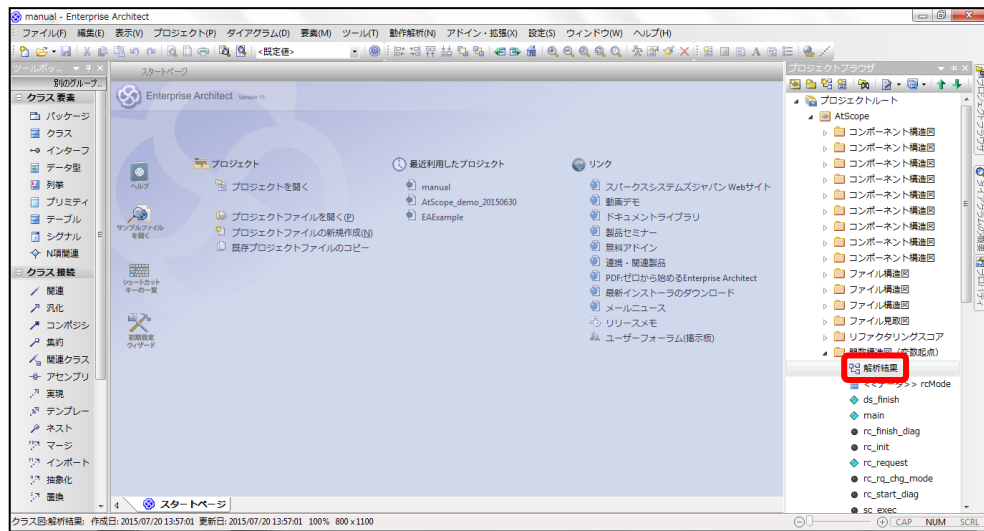 manual - Enterprise Architect
ファイル(F) 編集(E) 表示(V) プロジェクト(P) ダイアグラム(D) 要素(M) ツール(T) 動作解析(N) アドイン・拡張(X) 設定(S) ウィンドウ(W) ヘルプ(H)
<既定値>
ツールボッ...
別のグループ...
クラス要素
パッケージ
クラス
インターフ
データ型
列挙
プリミティ
テーブル
シグナル
N項関連
クラス接続
関連
汎化
コンポジシ
集約
関連クラス
アセンブリ
実現
テンプレー
ネスト
マージ
インポート
抽象化
置換
スタートページ
Enterprise Architect Version 11
ヘルプ
サンプルファイル
を開く
ショートカット
キーの一覧
初期設定
ウィザード
プロジェクト
プロジェクトを開く
プロジェクトファイルを開く(P)
プロジェクトファイルの新規作成(N)
既存プロジェクトファイルのコピー
最近利用したプロジェクト
manual
AtScope_demo_20150630
EAExample
リンク
スパークスシステムズジャパン Webサイト
動画デモ
ドキュメントライブラリ
製品セミナー
無料アドイン
連携・関連製品
PDF:ゼロから始めるEnterprise Architect
最新インストーラのダウンロード
メールニュース
リリースメモ
ユーザーフォーラム(掲示板)
スタートページ
プロジェクトブラウザ
プロジェクトルート
AtScope
コンポーネント構造図
コンポーネント構造図
コンポーネント構造図
コンポーネント構造図
コンポーネント構造図
コンポーネント構造図
コンポーネント構造図
コンポーネント構造図
コンポーネント構造図
ファイル構造図
ファイル構造図
ファイル構造図
ファイル見取図
リファクタリングスコア
関数構造図(変数起点)
解析結果
<<データ>> rcMode
ds_finish
main
rc_finish_diag
rc_init
rc_request
rc_rq_chg_mode
rc_start_diag
sc_exec
プロジェクトブラウザ
ダイアグラムの検索
プロパティ
クラス図:解析結果: 作成日: 2015/07/20 13:57:01 更新日: 2015/07/20 13:57:01 100% 800 x 1100
CAP NUM SCRL